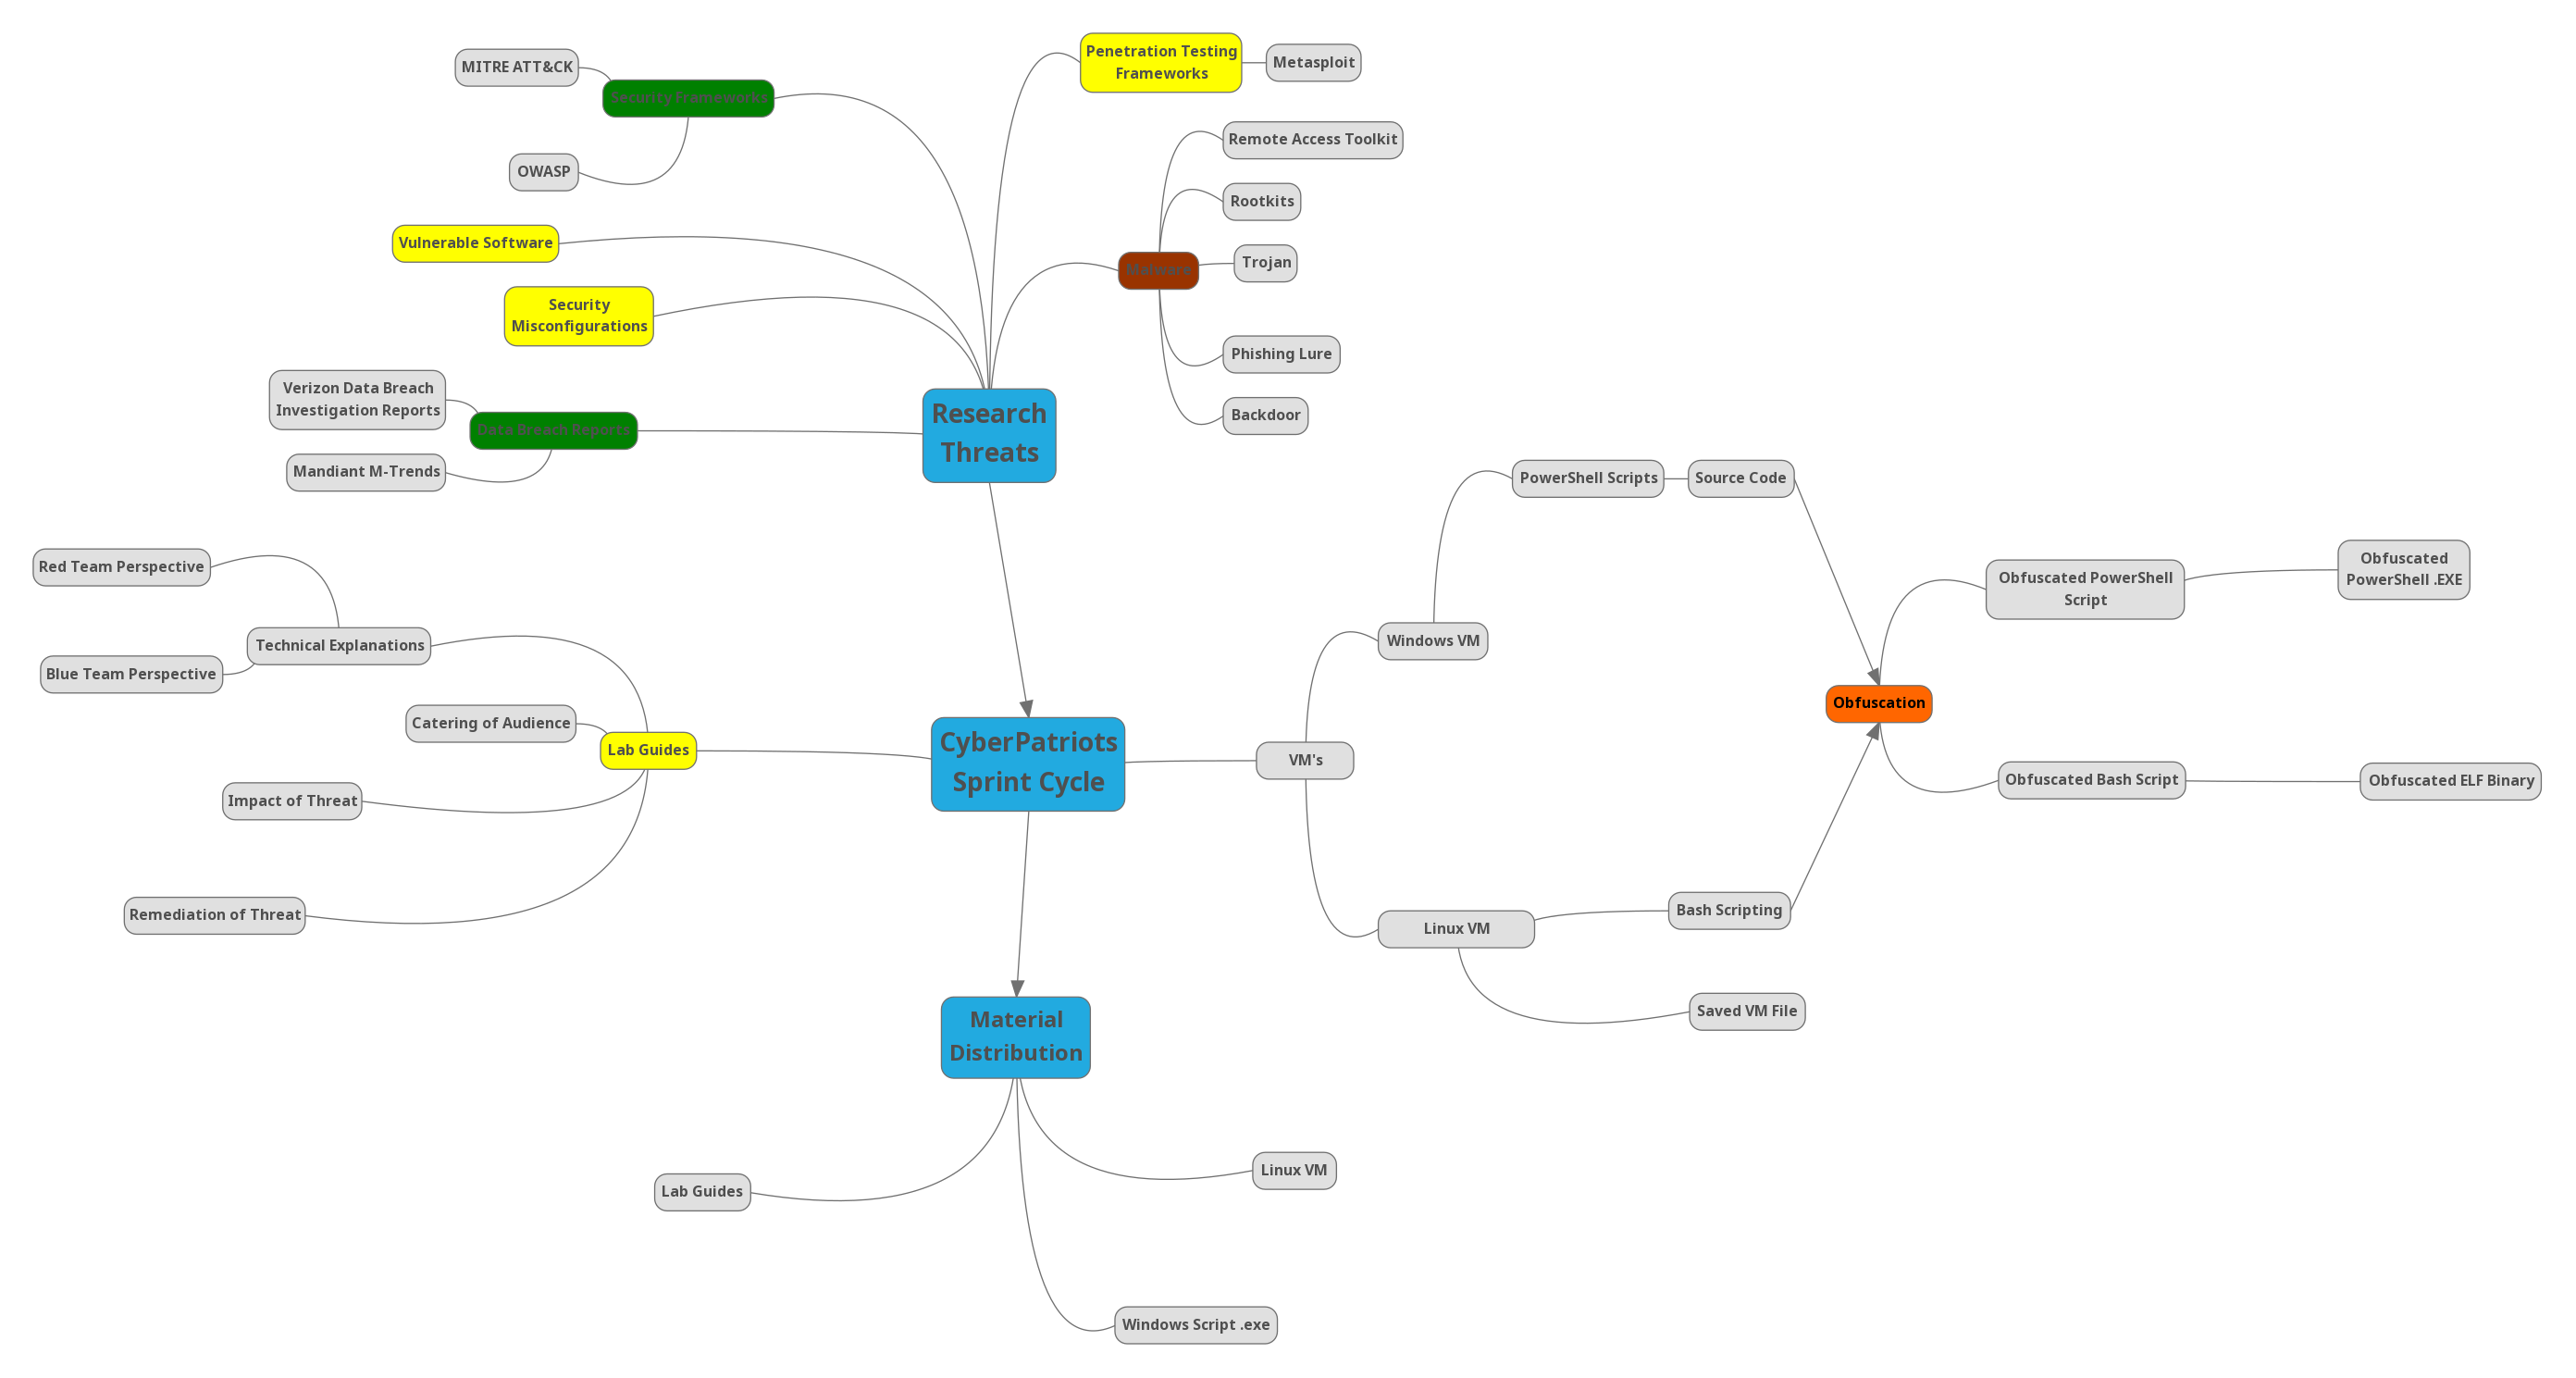 Penetration Testing
Frameworks
Metasploit
MITRE ATT&CK
Security Frameworks
OWASP
Remote Access Toolkit
Rootkits
Trojan
Malware
Phishing Lure
Backdoor
Vulnerable Software
Security
Misconfigurations
Verizon Data Breach
Investigation Reports
Data Breach Reports
Mandiant M-Trends
Research
Threats
Red Team Perspective
Technical Explanations
Blue Team Perspective
Catering of Audience
Lab Guides
Impact of Threat
Remediation of Threat
CyberPatriots
Sprint Cycle
VM's
Windows VM
PowerShell Scripts
Source Code
Obfuscated PowerShell
Script
Obfuscated
PowerShell .EXE
Obfuscation
Obfuscated Bash Script
Obfuscated ELF Binary
Linux VM
Bash Scripting
Saved VM File
Material
Distribution
Lab Guides
Linux VM
Windows Script .exe